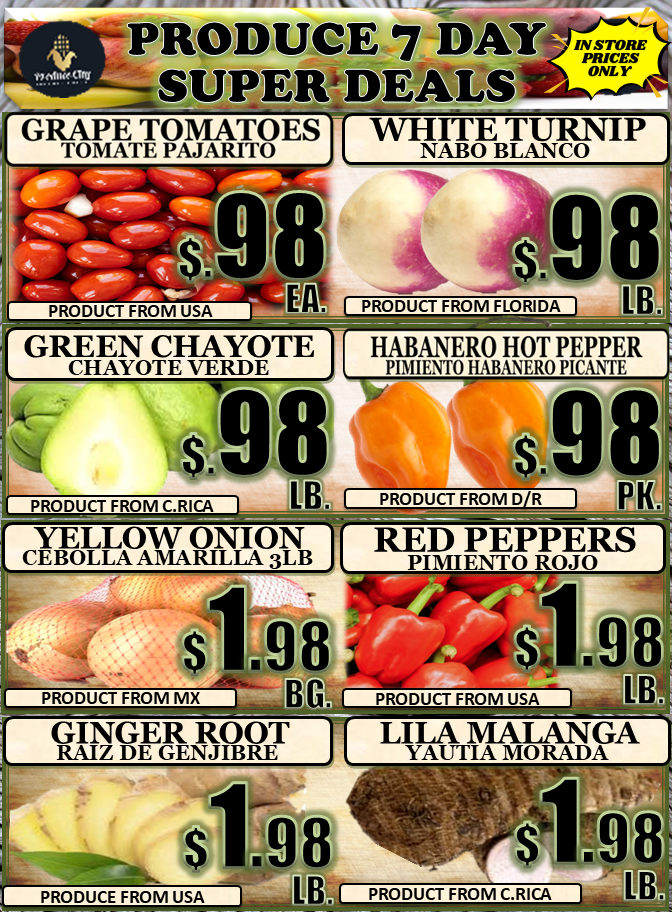 Produce City
PRODUCE 7 DAY
SUPER DEALS
IN STORE
PRICES
ONLY
GRAPE TOMATOES
TOMATE PAJARITO
$.98
EA.
PRODUCT FROM USA
WHITE TURNIP
NABO BLANCO
$.98
LB.
PRODUCT FROM FLORIDA
GREEN CHAYOTE
CHAYOTE VERDE
$.98
LB.
PRODUCT FROM C.RICA
HABANERO HOT PEPPER
PIMIENTO HABANERO PICANTE
$.98
PK.
PRODUCT FROM D/R
YELLOW ONION
CEBOLLA AMARILLA 3LB
$1.98
BG.
PRODUCT FROM MX
RED PEPPERS
PIMIENTO ROJO
$1.98
LB.
PRODUCT FROM USA
GINGER ROOT
RAÍZ DE GENJIBRE
$1.98
LB.
PRODUCE FROM USA
LILA MALANGA
YAUTIA MORADA
$1.98
LB.
PRODUCT FROM C.RICA